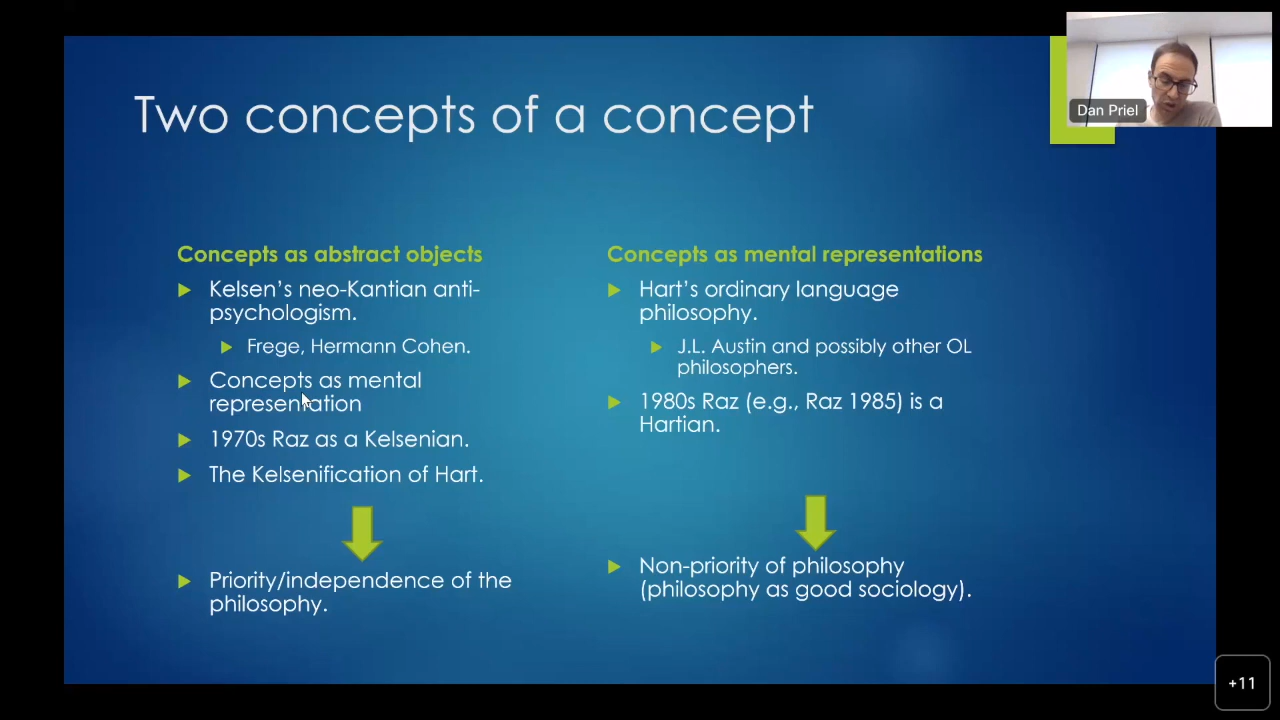 Two concepts of a concept
Dan Priel
Concepts as abstract objects
Kelsen's neo-Kantian anti-
psychologism.
Frege, Hermann Cohen.
Concepts as mental
representation
1970s Raz as a Kelsenian.
The Kelsenification of Hart.
Priority/independence of the
philosophy.
Concepts as mental representations
Hart's ordinary language
philosophy.
J.L. Austin and possibly other OL
philosophers.
1980s Raz (e.g., Raz 1985) is a
Hartian.
Non-priority of philosophy
(philosophy as good sociology).
+11